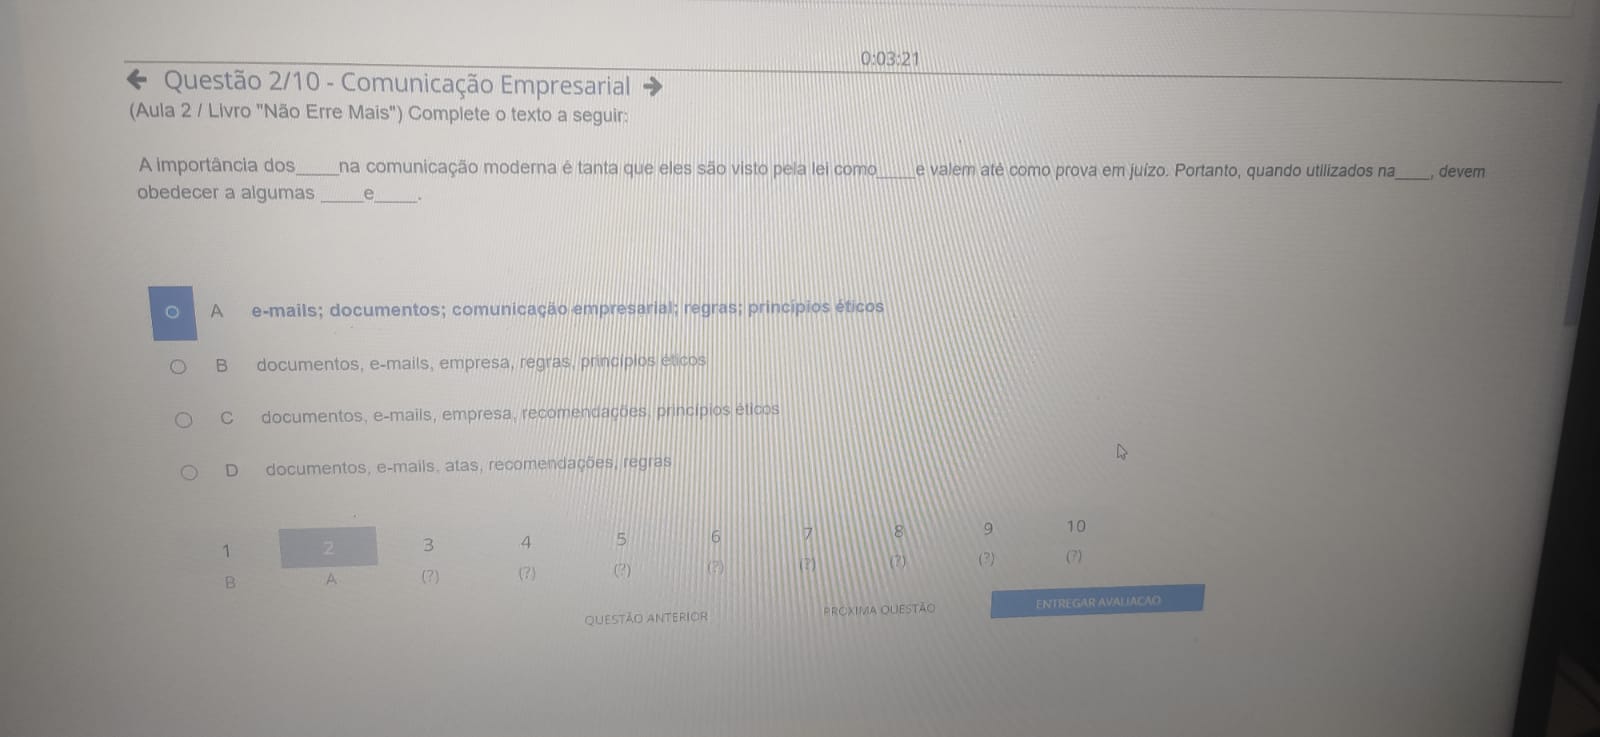 0:03:21
← Questão 2/10 - Comunicação Empresarial →
(Aula 2 / Livro "Não Erre Mais") Complete o texto a seguir:
A importância dos_____na comunicação moderna é tanta que eles são visto pela lei como_____e valem até como prova em juízo. Portanto, quando utilizados na_____, devem
obedecer a algumas _____e_____.
A e-mails; documentos; comunicação empresarial; regras; princípios éticos
B documentos, e-mails, empresa, regras, princípios éticos
C documentos, e-mails, empresa, recomendações, princípios éticos
D documentos, e-mails, atas, recomendações, regras
1 2 3 4 5 6 7 8 9 10
B A (?) (?) (?) (?) (?) (?) (?) (?)
QUESTÃO ANTERIOR PRÓXIMA QUESTÃO ENTREGAR AVALIACAO